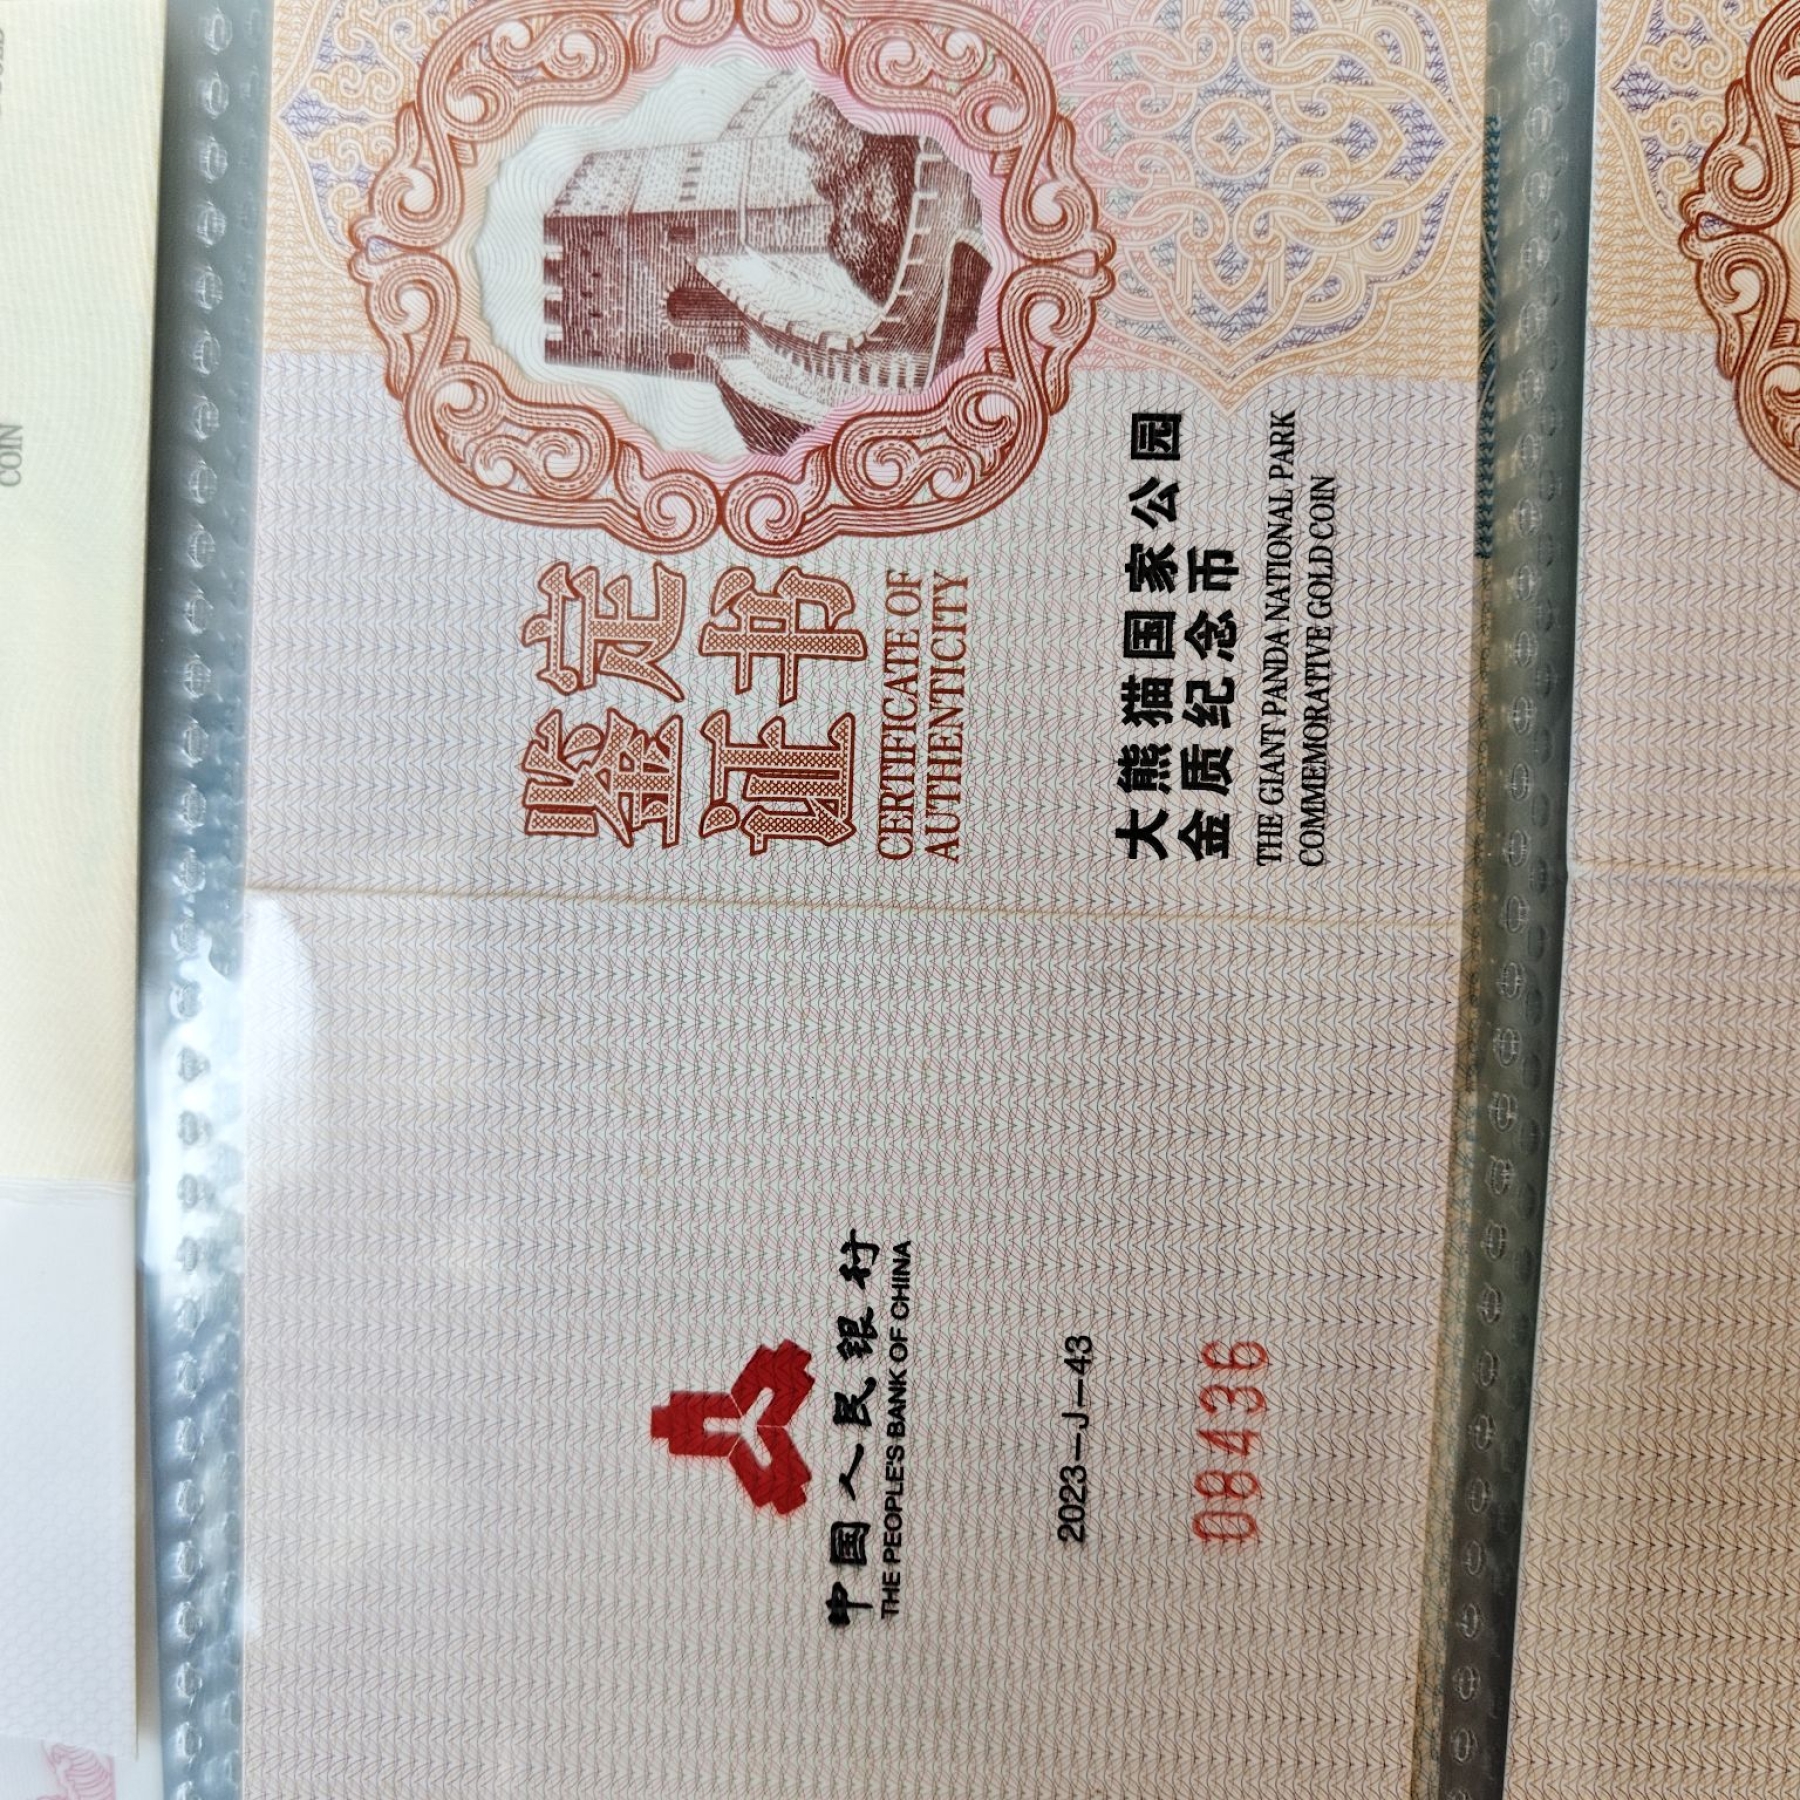 鉴定
证书
CERTIFICATE OF
AUTHENTICITY
大熊猫国家公园
金质纪念币
THE GIANT PANDA NATIONAL PARK
COMMEMORATIVE GOLD COIN
中国人民银行
THE PEOPLE'S BANK OF CHINA
2023-J-43
08436
COIN